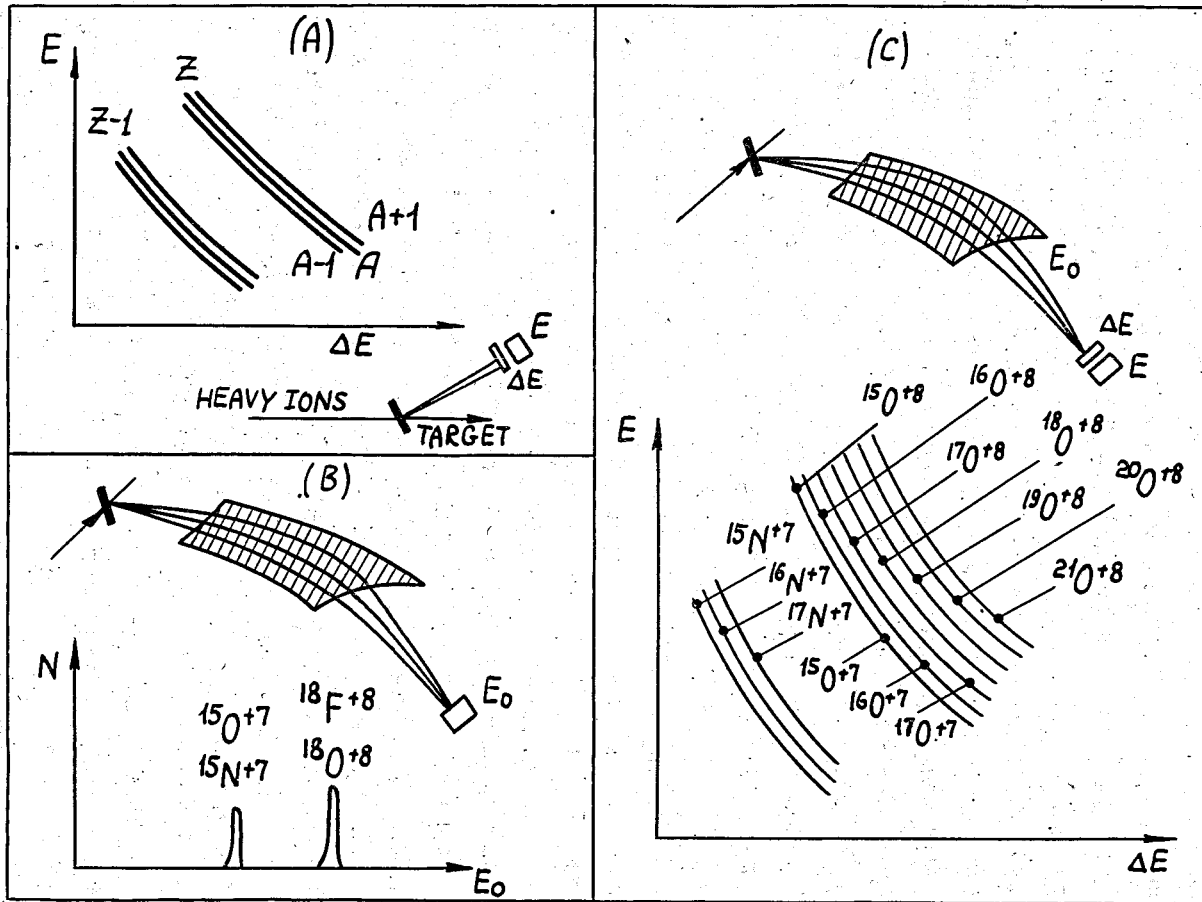 (A)
E
Z
Z-1
A+1
A-1 A
ΔE
E
ΔE
HEAVY IONS
TARGET
(B)
E₀
N
¹⁵O⁺⁷ ¹⁸F⁺⁸
¹⁵N⁺⁷ ¹⁸O⁺⁸
E₀
(C)
E₀
ΔE
E
E
¹⁵O⁺⁸
¹⁶O⁺⁸
¹⁷O⁺⁸
¹⁸O⁺⁸
¹⁹O⁺⁸
²⁰O⁺⁸
²¹O⁺⁸
¹⁵N⁺⁷
¹⁶N⁺⁷
¹⁷N⁺⁷
¹⁵O⁺⁷
¹⁶O⁺⁷
¹⁷O⁺⁷
ΔE